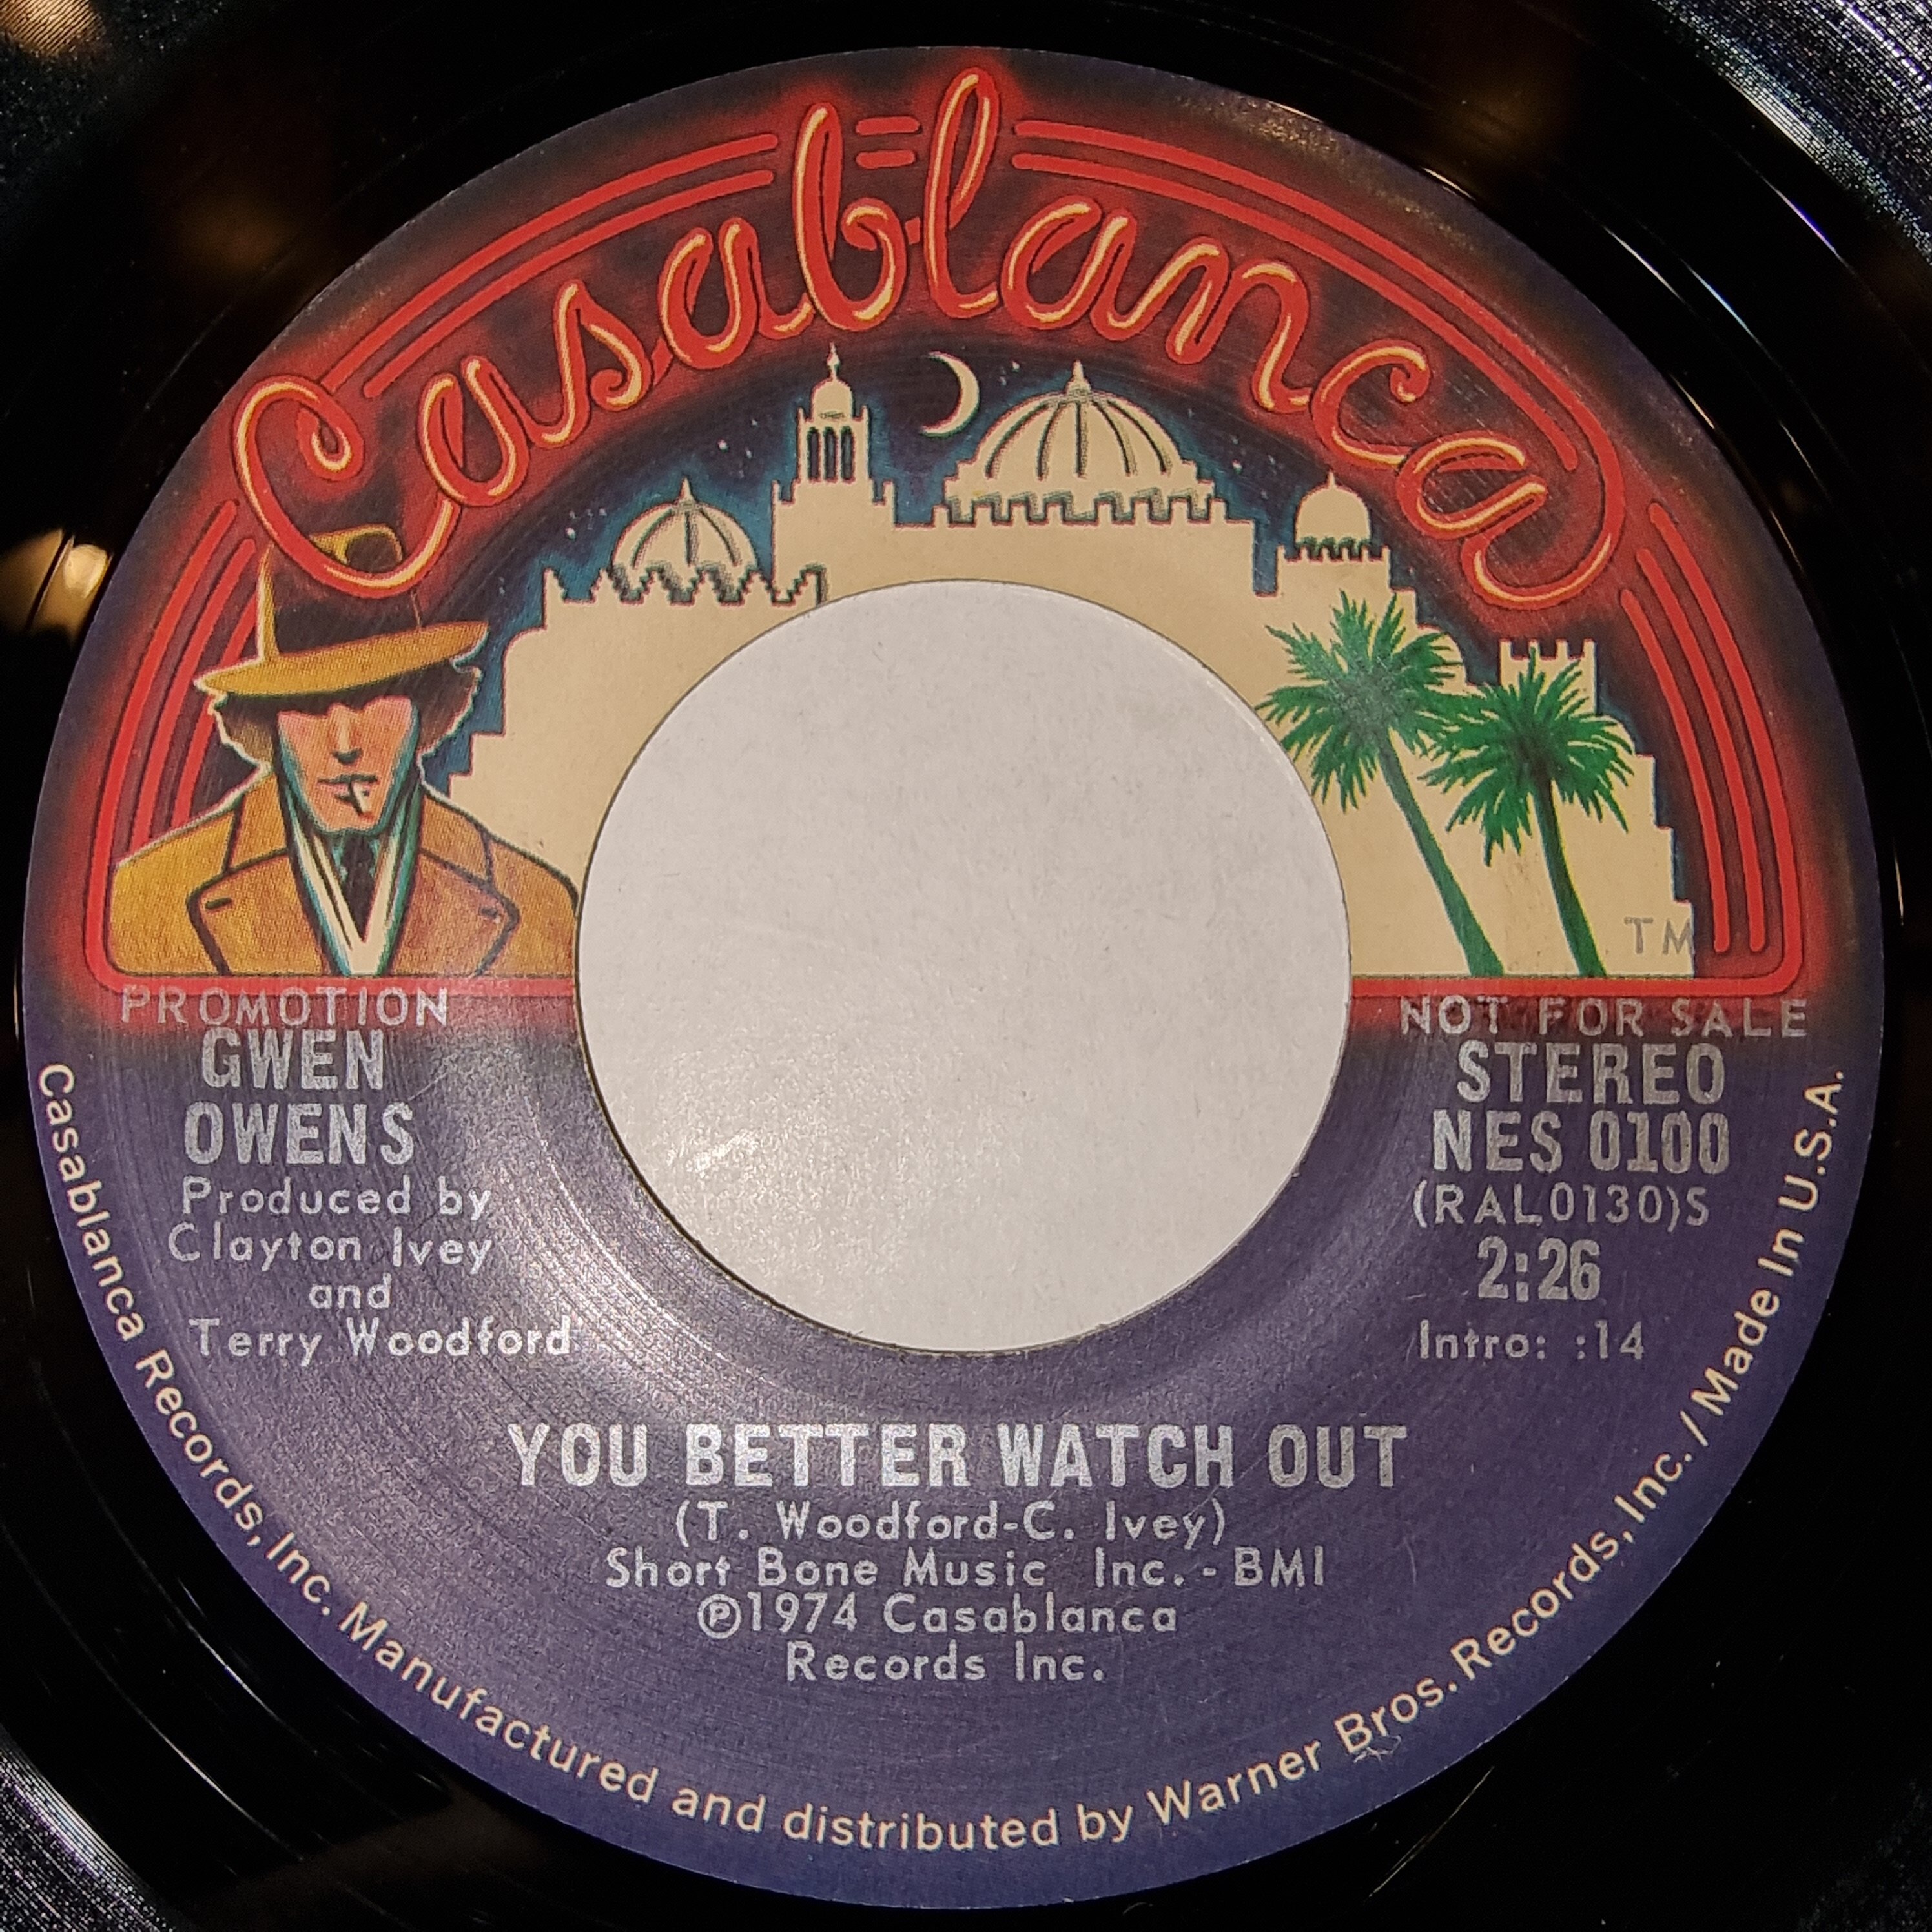 Casablanca
TM
PROMOTION
GWEN
OWENS
Produced by
Clayton Ivey
and
Terry Woodford
NOT FOR SALE
STEREO
NES 0100
(RAL0130)S
2:26
Intro: :14
YOU BETTER WATCH OUT
(T. Woodford-C. Ivey)
Short Bone Music Inc.-BMI
℗1974 Casablanca
Records Inc.
Casablanca Records, Inc. Manufactured and distributed by Warner Bros. Records, Inc. / Made In U.S.A.